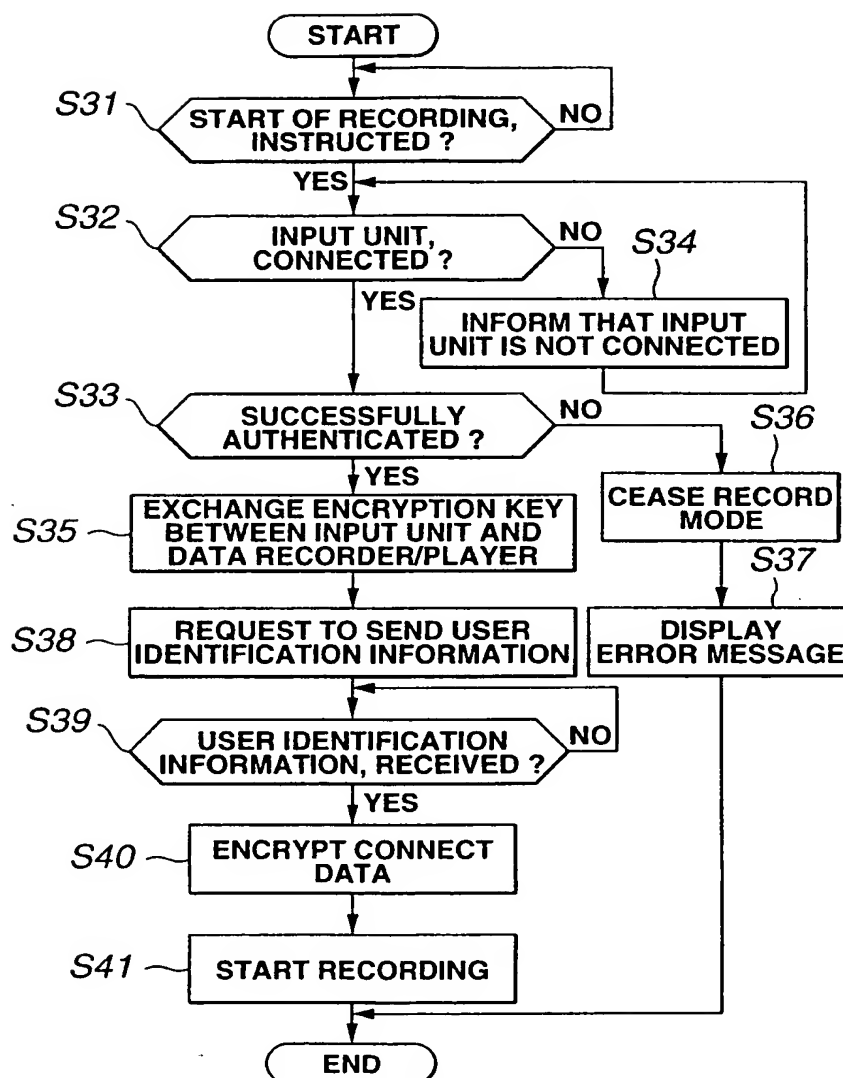 START
S31
START OF RECORDING,
INSTRUCTED ?
NO
YES
S32
INPUT UNIT,
CONNECTED ?
NO
S34
YES
INFORM THAT INPUT
UNIT IS NOT CONNECTED
S33
SUCCESSFULLY
AUTHENTICATED ?
NO
S36
YES
CEASE RECORD
MODE
S35
EXCHANGE ENCRYPTION KEY
BETWEEN INPUT UNIT AND
DATA RECORDER/PLAYER
S37
DISPLAY
ERROR MESSAGE
S38
REQUEST TO SEND USER
IDENTIFICATION INFORMATION
S39
USER IDENTIFICATION
INFORMATION, RECEIVED ?
NO
YES
S40
ENCRYPT CONNECT
DATA
S41
START RECORDING
END